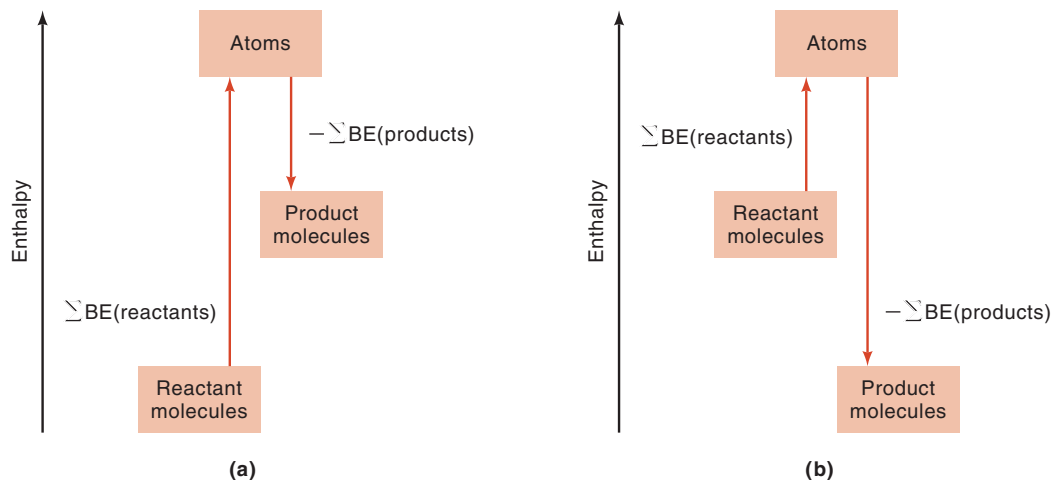 Enthalpy
Atoms
− ∑BE(products)
Product
molecules
∑BE(reactants)
Reactant
molecules
(a)
Enthalpy
Atoms
∑BE(reactants)
Reactant
molecules
− ∑BE(products)
Product
molecules
(b)